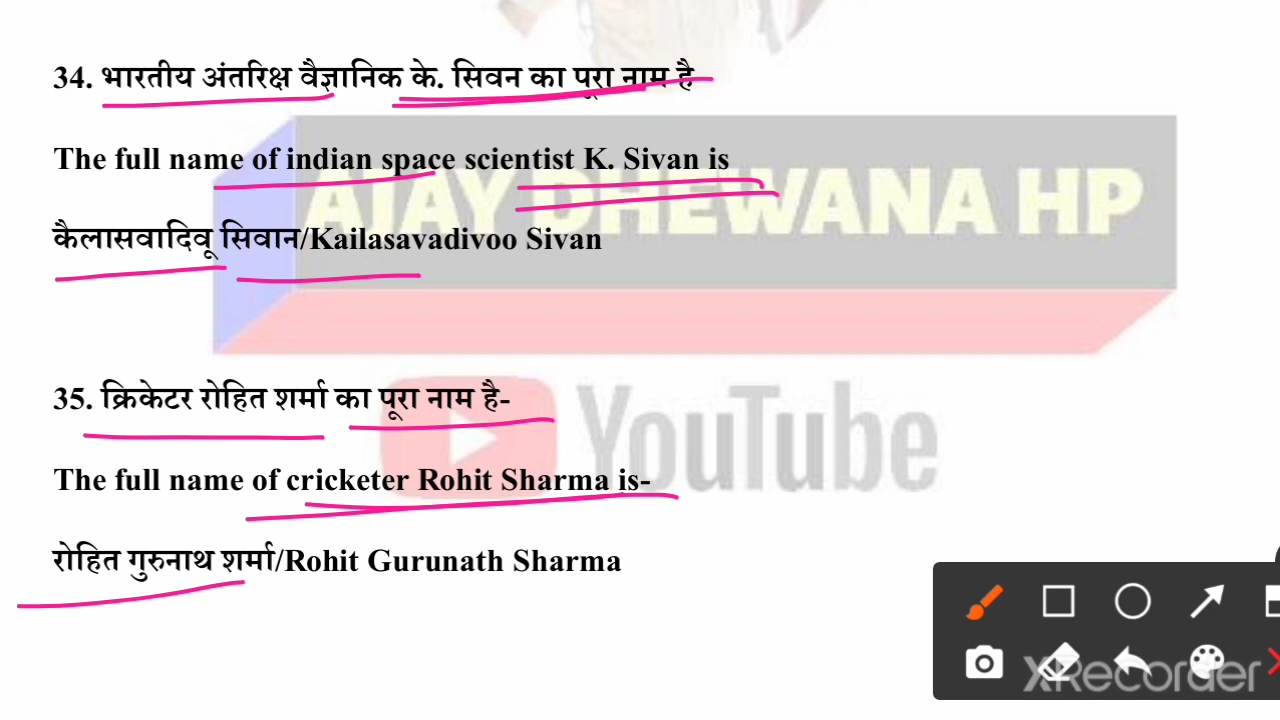 34. भारतीय अंतरिक्ष वैज्ञानिक के. सिवन का पूरा नाम है
The full name of indian space scientist K. Sivan is
AJAY DHEWANA HP
कैलासवादिवू सिवान/Kailasavadivoo Sivan
35. क्रिकेटर रोहित शर्मा का पूरा नाम है-
YouTube
The full name of cricketer Rohit Sharma is-
रोहित गुरुनाथ शर्मा/Rohit Gurunath Sharma
XRecorder